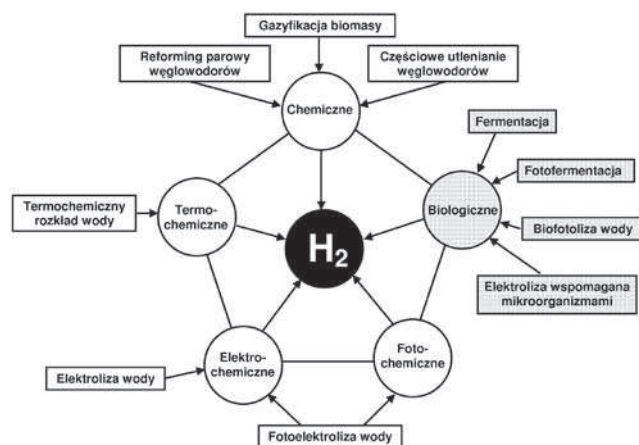 Gazyfikacja biomasy
Reforming parowy
węglowodorów
Częściowe utlenianie
węglowodorów
Chemiczne
Fermentacja
Fotofermentacja
Termochemiczny
rozkład wody
Termo-
chemiczne
H2
Biologiczne
Biofotoliza wody
Elektroliza wspomagana
mikroorganizmami
Elektro-
chemiczne
Foto-
chemiczne
Elektroliza wody
Fotoelektroliza wody